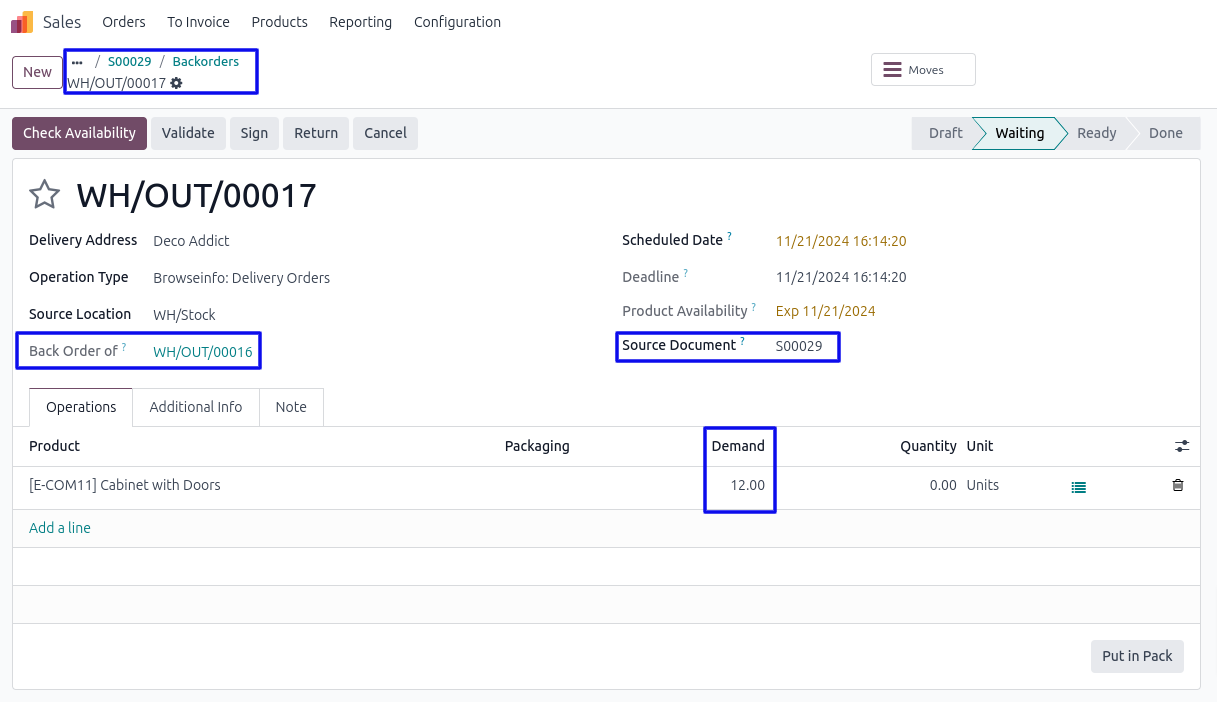 Sales Orders To Invoice Products Reporting Configuration
New
... / S00029 / Backorders
WH/OUT/00017
Moves
Check Availability Validate Sign Return Cancel
Draft Waiting Ready Done
WH/OUT/00017
Delivery Address Deco Addict
Scheduled Date ? 11/21/2024 16:14:20
Operation Type Browseinfo: Delivery Orders
Deadline ? 11/21/2024 16:14:20
Source Location WH/Stock
Product Availability ? Exp 11/21/2024
Back Order of ? WH/OUT/00016
Source Document ? S00029
Operations Additional Info Note
Product Packaging Demand Quantity Unit
[E-COM11] Cabinet with Doors 12.00 0.00 Units
Add a line
Put in Pack